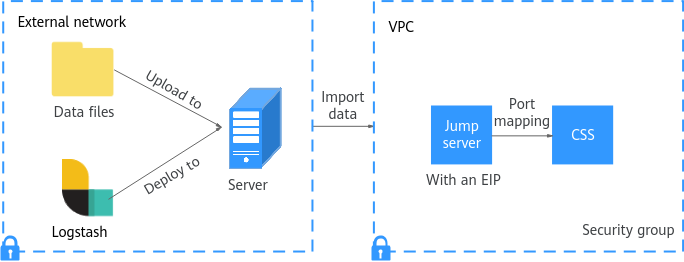 External network
Data files
Upload to
Deploy to
Logstash
Server
Import
data
VPC
Jump
server
With an EIP
Port
mapping
CSS
Security group